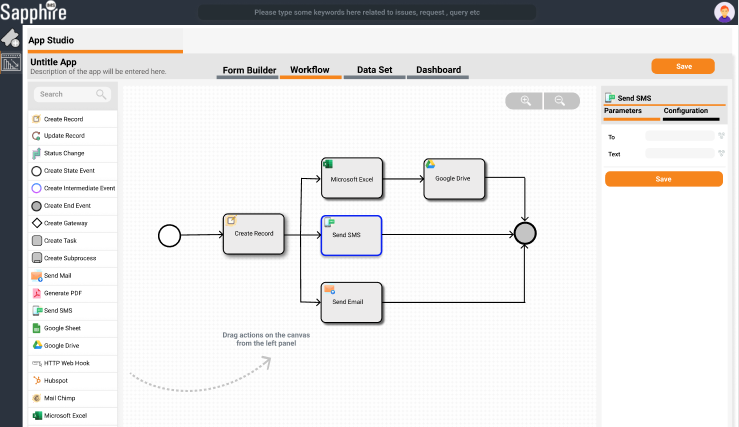 Sapphire IMS
Please type some keywords here related to issues, request , query etc
App Studio
Untitle App
Description of the app will be entered here.
Form Builder
Workflow
Data Set
Dashboard
Save
Search
Create Record
Update Record
Status Change
Create State Event
Create Intermediate Event
Create End Event
Create Gateway
Create Task
Create Subprocess
Send Mail
Generate PDF
Send SMS
Google Sheet
Google Drive
HTTP Web Hook
Hubspot
Mail Chimp
Microsoft Excel
Microsoft Excel
Google Drive
Create Record
Send SMS
Send Email
Drag actions on the canvas
from the left panel
Send SMS
Parameters
Configuration
To
Text
Save